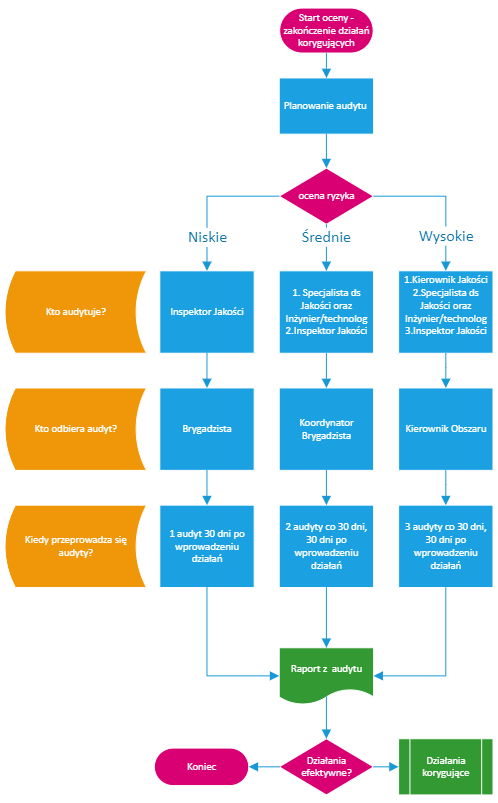 Start oceny -
zakończenie działań
korygujących
Planowanie audytu
ocena ryzyka
Niskie
Średnie
Wysokie
Kto audytuje?
Inspektor Jakości
1. Specjalista ds
Jakości oraz
Inżynier/technolog
2.Inspektor Jakości
1.Kierownik Jakości
2.Specjalista ds
Jakości oraz
Inżynier/technolog
3.Inspektor Jakości
Kto odbiera audyt?
Brygadzista
Koordynator
Brygadzista
Kierownik Obszaru
Kiedy przeprowadza się
audyty?
1 audyt 30 dni po
wprowadzeniu
działań
2 audyty co 30 dni,
30 dni po
wprowadzeniu
działań
3 audyty co 30 dni,
30 dni po
wprowadzeniu
działań
Raport z audytu
Koniec
Działania
efektywne?
Działania
korygujące